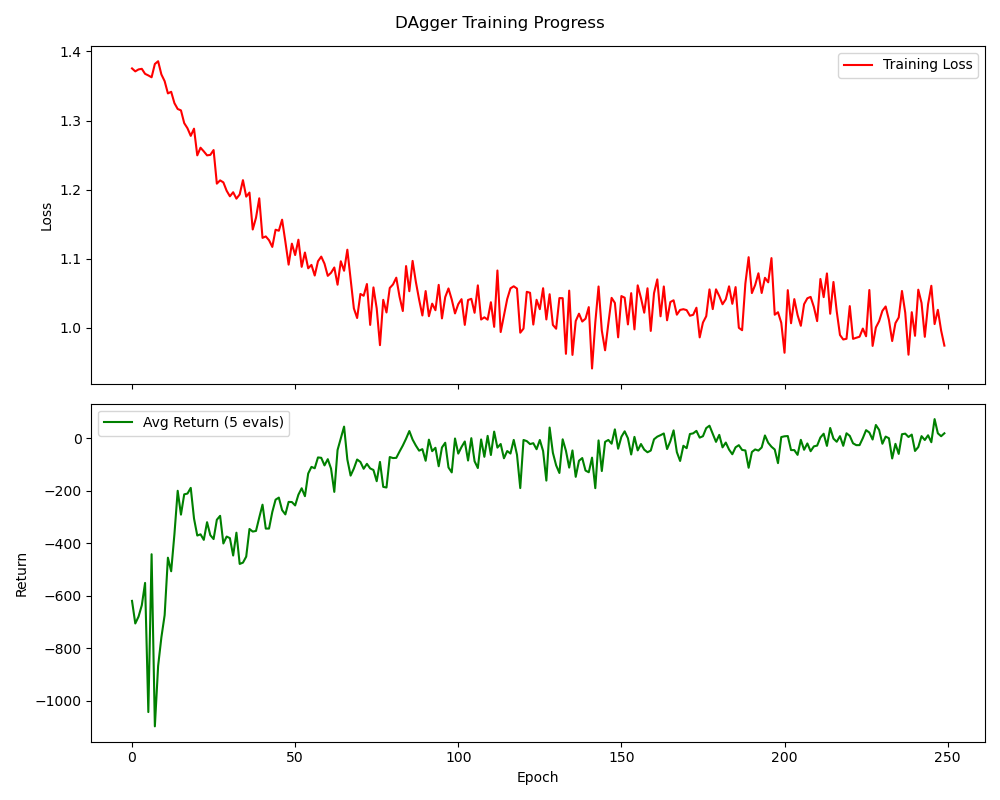 DAgger Training Progress
1.4
1.3
1.2
1.1
1.0
Loss
Training Loss
0
−200
−400
−600
−800
−1000
Return
Avg Return (5 evals)
0 50 100 150 200 250
Epoch